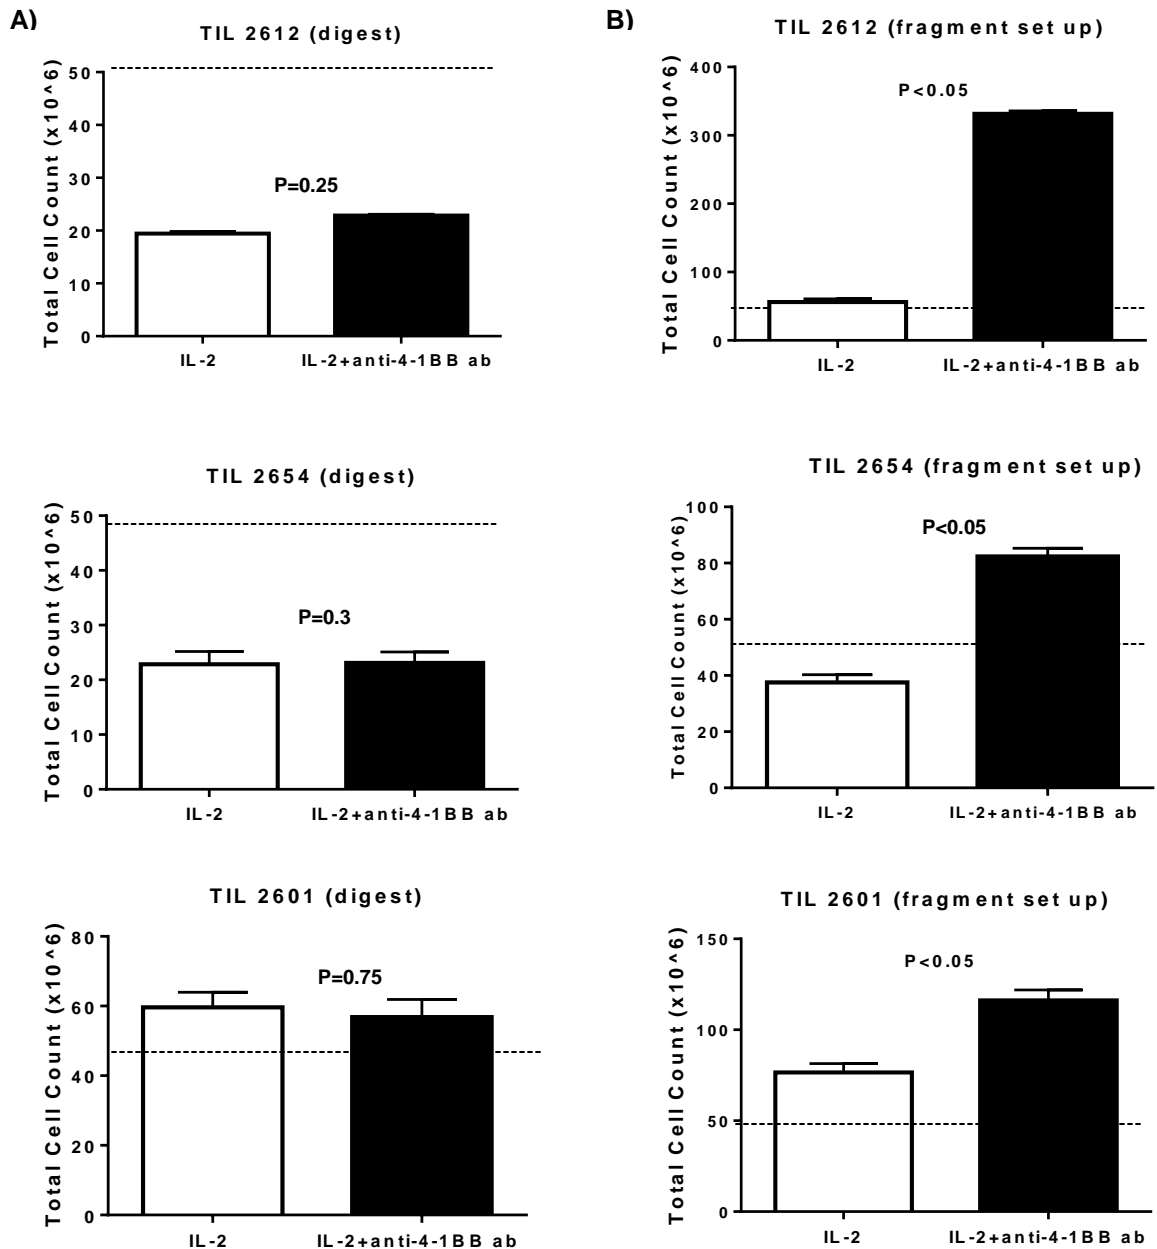 A)
TIL 2612 (digest)
Total Cell Count (x10^6)
50
40
30
20
10
0
P=0.25
IL-2
IL-2+anti-4-1BB ab
B)
TIL 2612 (fragment set up)
Total Cell Count (x10^6)
400
300
200
100
0
P<0.05
IL-2
IL-2+anti-4-1BB ab
TIL 2654 (digest)
Total Cell Count (x10^6)
50
40
30
20
10
0
P=0.3
IL-2
IL-2+anti-4-1BB ab
TIL 2654 (fragment set up)
Total Cell Count (x10^6)
100
80
60
40
20
0
P<0.05
IL-2
IL-2+anti-4-1BB ab
TIL 2601 (digest)
Total Cell Count (x10^6)
80
60
40
20
0
P=0.75
IL-2
IL-2+anti-4-1BB ab
TIL 2601 (fragment set up)
Total Cell Count (x10^6)
150
100
50
0
P<0.05
IL-2
IL-2+anti-4-1BB ab